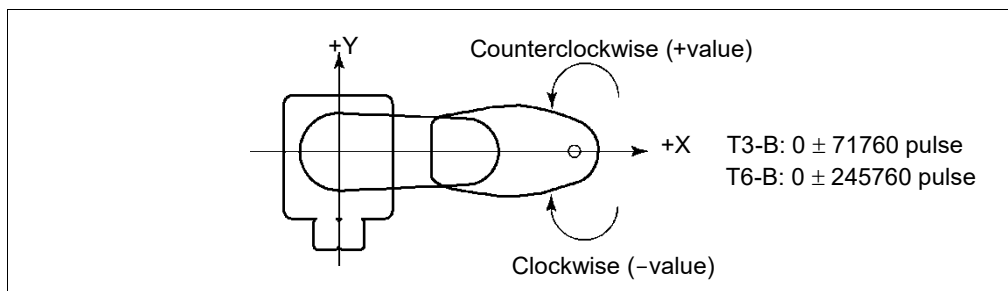 +Y
Counterclockwise (+value)
+X
T3-B: 0 ± 71760 pulse
T6-B: 0 ± 245760 pulse
Clockwise (−value)